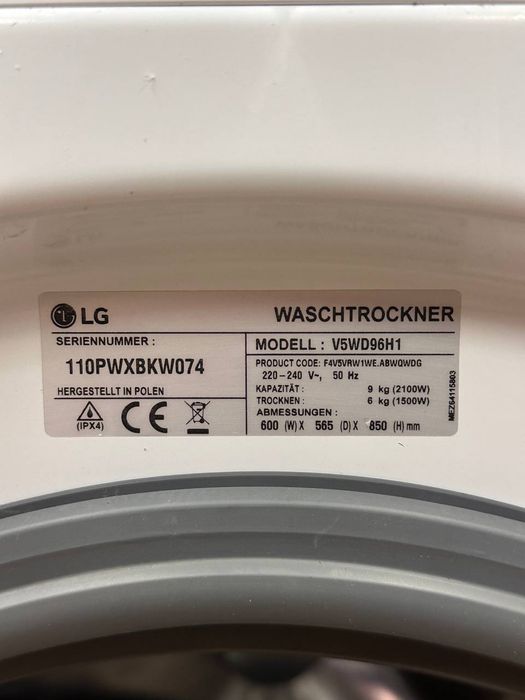 LG WASCHTROCKNER
SERIENNUMMER :
110PWXBKW074
HERGESTELLT IN POLEN
(IPX4) CE
MODELL : V5WD96H1
PRODUCT CODE: F4V5VRW1WE.ABWQWDG
220-240 V~, 50 Hz
KAPAZITÄT : 9 kg (2100W)
TROCKNEN : 6 kg (1500W)
ABMESSUNGEN :
600 (W) X 565 (D) X 850 (H) mm
MEZ64115803